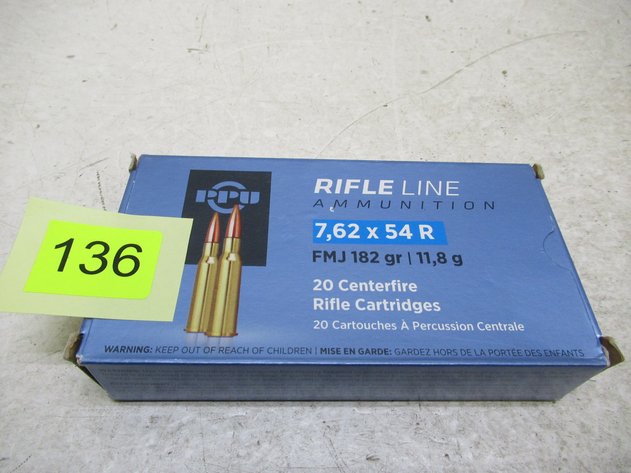 PPU
RIFLE LINE
AMMUNITION
7,62 x 54 R
FMJ 182 gr | 11,8 g
136
20 Centerfire
Rifle Cartridges
20 Cartouches À Percussion Centrale
WARNING: KEEP OUT OF REACH OF CHILDREN | MISE EN GARDE: GARDEZ HORS DE LA PORTÉE DES ENFANTS